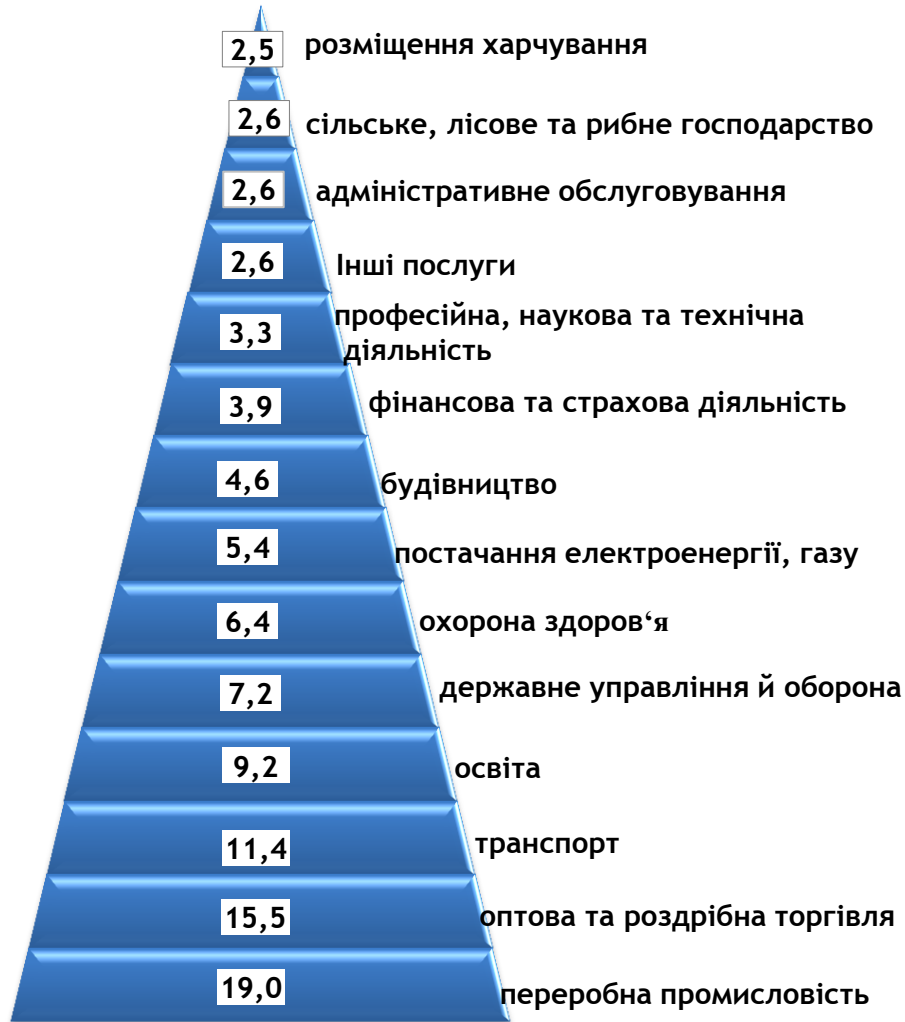 2,5 розміщення харчування
2,6 сільське, лісове та рибне господарство
2,6 адміністративне обслуговування
2,6 Інші послуги
3,3 професійна, наукова та технічна
діяльність
3,9 фінансова та страхова діяльність
4,6 будівництво
5,4 постачання електроенергії, газу
6,4 охорона здоров‘я
7,2 державне управління й оборона
9,2 освіта
11,4 транспорт
15,5 оптова та роздрібна торгівля
19,0 переробна промисловість